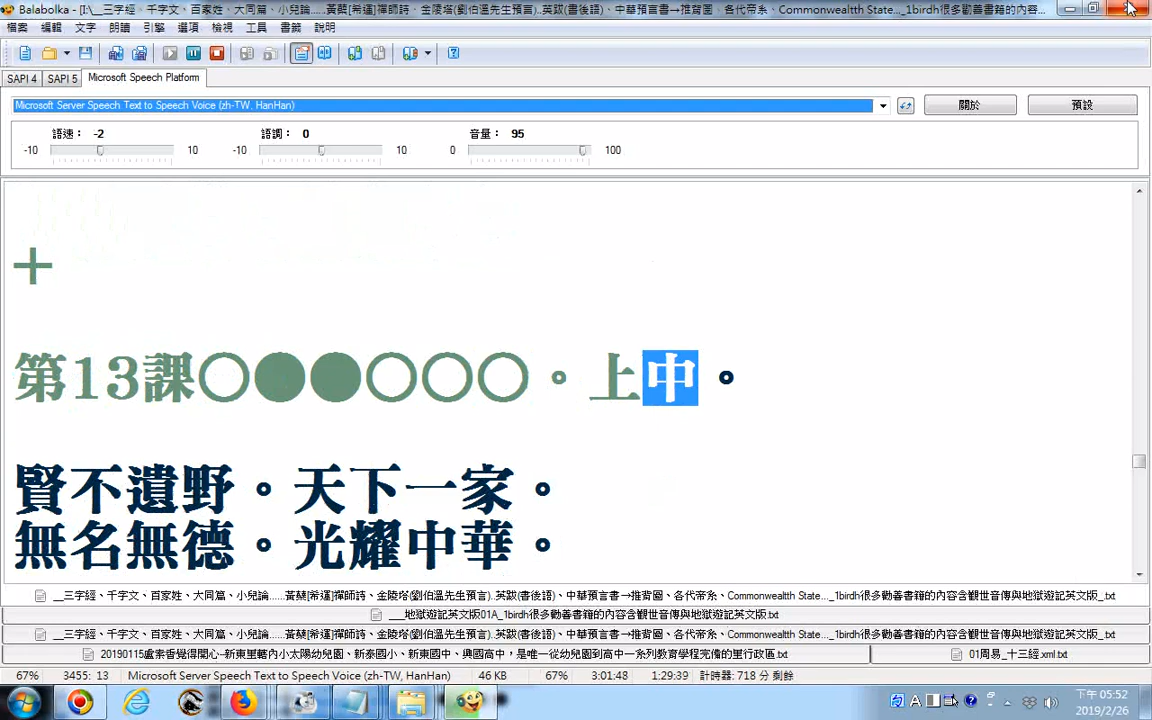 Balabolka - [I:\__三字經、千字文、百家姓、大同篇、小兒論......黃蘗[希運]禪師詩、金陵塔(劉伯溫先生預言)..英跋(書後語)、中華預言書→推背圖、各代帝系、Commonwealtth State..._1birdh很多勸善書籍的內容...
檔案 編輯 文字 朗讀 引擎 選項 檢視 工具 書籤 說明
SAPI 4 SAPI 5 Microsoft Speech Platform
Microsoft Server Speech Text to Speech Voice (zh-TW, HanHan) 關於 預設
語速： -2 語調： 0 音量： 95
-10 10 -10 10 0 100
+
第13課○●●○○○。上中。
賢不遺野。天下一家。
無名無德。光耀中華。
__三字經、千字文、百家姓、大同篇、小兒論......黃蘗[希運]禪師詩、金陵塔(劉伯溫先生預言)..英跋(書後語)、中華預言書→推背圖、各代帝系、Commonwealth State..._1birdh很多勸善書籍的內容含觀世音傳與地獄遊記英文版_.txt
___地獄遊記英文版01A_1birdh很多勸善書籍的內容含觀世音傳與地獄遊記英文版.txt
__三字經、千字文、百家姓、大同篇、小兒論......黃蘗[希運]禪師詩、金陵塔(劉伯溫先生預言)..英跋(書後語)、中華預言書→推背圖、各代帝系、Commonwealth State..._1birdh很多勸善書籍的內容含觀世音傳與地獄遊記英文版_.txt
20190115盧素香覺得開心--新東里轄內小太陽幼兒園、新泰國小、新東國中、興國高中，是唯一從幼兒園到高中一系列教育學程完備的里行政區.txt 01周易_十三經.xml.txt
67% 3455: 13 Microsoft Server Speech Text to Speech Voice (zh-TW, HanHan) 46 KB 67% 3:01:48 1:29:39 計時器: 718 分 剩餘
A 下午 05:52
2019/2/26